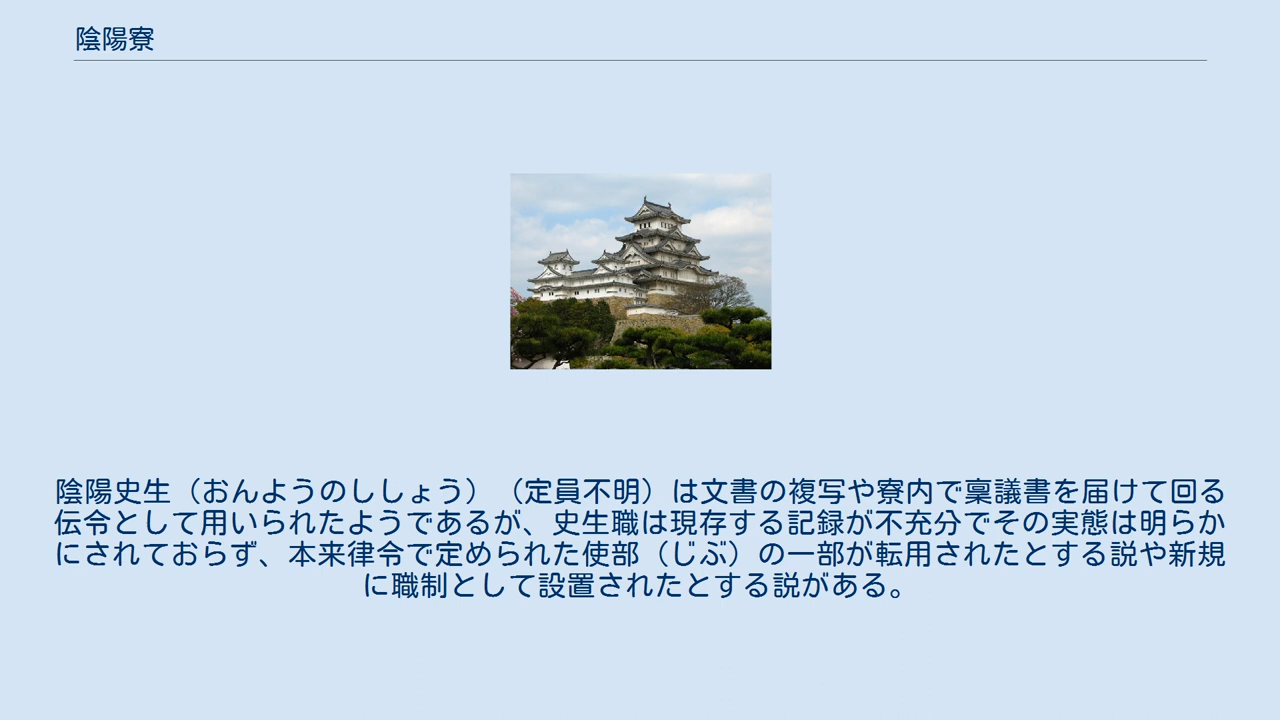 陰陽寮
陰陽史生（おんようのししょう）（定員不明）は文書の複写や寮内で稟議書を届けて回る
伝令として用いられたようであるが、史生職は現存する記録が不充分でその実態は明らか
にされておらず、本来律令で定められた使部（じぶ）の一部が転用されたとする説や新規
に職制として設置されたとする説がある。